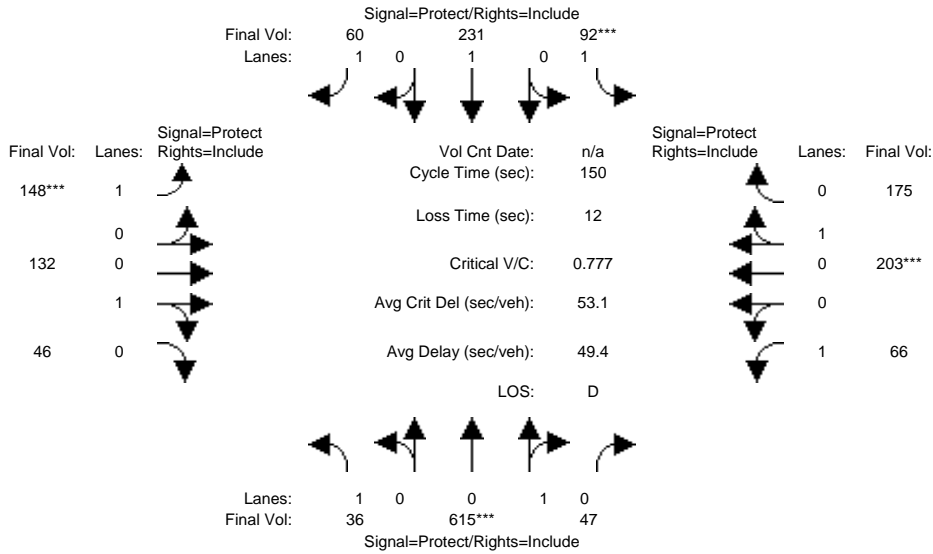 Signal=Protect/Rights=Include
Final Vol: 60 231 92***
Lanes: 1 0 1 0 1
Signal=Protect
Final Vol: Lanes: Rights=Include
Vol Cnt Date: n/a
Signal=Protect
Rights=Include Lanes: Final Vol:
Cycle Time (sec): 150
148*** 1
0 175
Loss Time (sec): 12
0
1
132 0
Critical V/C: 0.777
0 203***
1
Avg Crit Del (sec/veh): 53.1
0
46 0
Avg Delay (sec/veh): 49.4
1 66
LOS: D
Lanes: 1 0 0 1 0
Final Vol: 36 615*** 47
Signal=Protect/Rights=Include